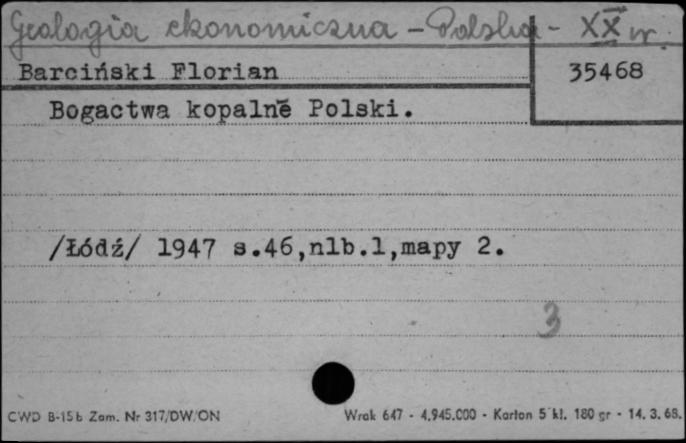 Geologia ekonomiczna - Polska - XX w.
Barciński Florian
35468
Bogactwa kopalne Polski.
/Łódź/ 1947 s.46,nlb.1,mapy 2.
3
CWD B-15b Zam. Nr 317/DW/ON
Wrak 647 - 4.945.000 - Karton 5 kl. 180 gr - 14. 3. 68.